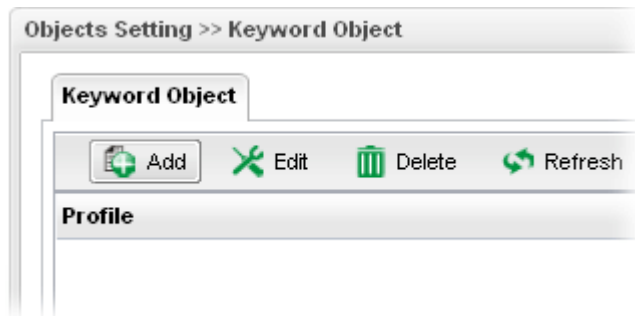 Objects Setting >> Keyword Object
Keyword Object
Add Edit Delete Refresh
Profile